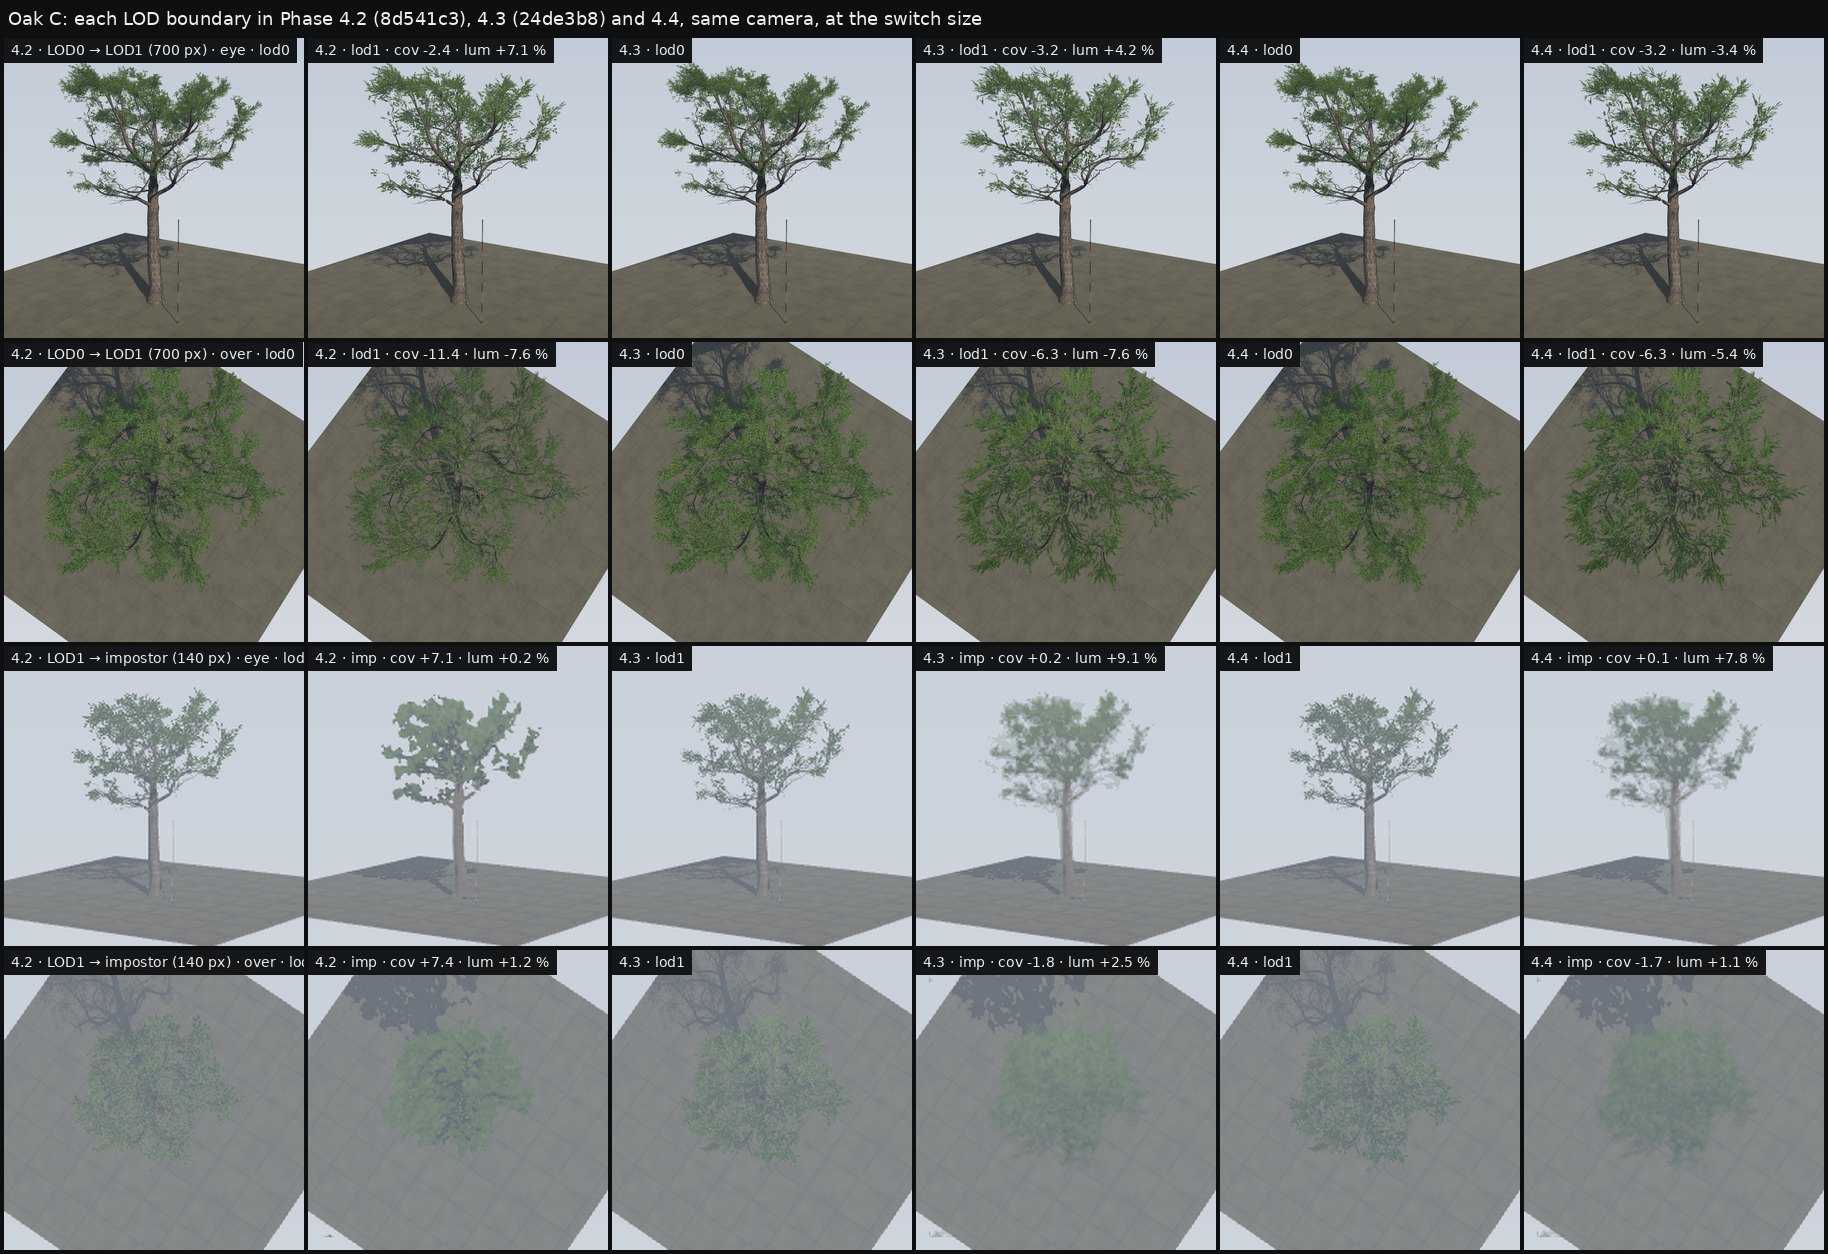 Oak C: each LOD boundary in Phase 4.2 (8d541c3), 4.3 (24de3b8) and 4.4, same camera, at the switch size
4.2 · LOD0 → LOD1 (700 px) · eye · lod0
4.2 · lod1 · cov -2.4 · lum +7.1 %
4.3 · lod0
4.3 · lod1 · cov -3.2 · lum +4.2 %
4.4 · lod0
4.4 · lod1 · cov -3.2 · lum -3.4 %
4.2 · LOD0 → LOD1 (700 px) · over · lod0
4.2 · lod1 · cov -11.4 · lum -7.6 %
4.3 · lod0
4.3 · lod1 · cov -6.3 · lum -7.6 %
4.4 · lod0
4.4 · lod1 · cov -6.3 · lum -5.4 %
4.2 · LOD1 → impostor (140 px) · eye · lod
4.2 · imp · cov +7.1 · lum +0.2 %
4.3 · lod1
4.3 · imp · cov +0.2 · lum +9.1 %
4.4 · lod1
4.4 · imp · cov +0.1 · lum +7.8 %
4.2 · LOD1 → impostor (140 px) · over · lo
4.2 · imp · cov +7.4 · lum +1.2 %
4.3 · lod1
4.3 · imp · cov -1.8 · lum +2.5 %
4.4 · lod1
4.4 · imp · cov -1.7 · lum +1.1 %